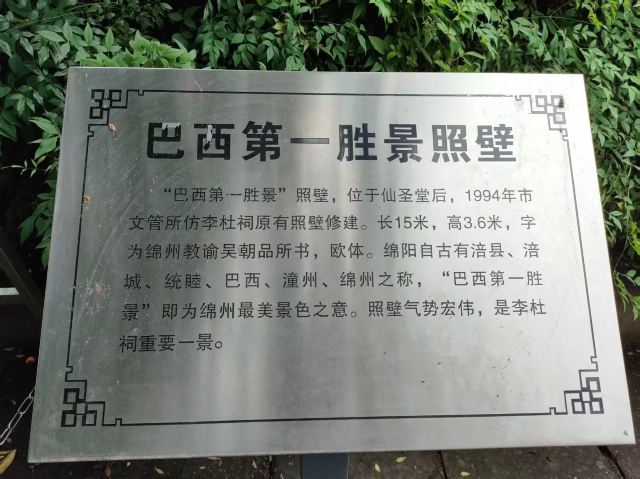 巴西第一胜景照壁
“巴西第一胜景”照壁，位于仙圣堂后，1994年市
文管所仿李杜祠原有照壁修建。长15米，高3.6米，字
为绵州教谕吴朝品所书，欧体。绵阳自古有涪县、涪
城、统睦、巴西、潼州、绵州之称，“巴西第一胜
景”即为绵州最美景色之意。照壁气势宏伟，是李杜
祠重要一景。